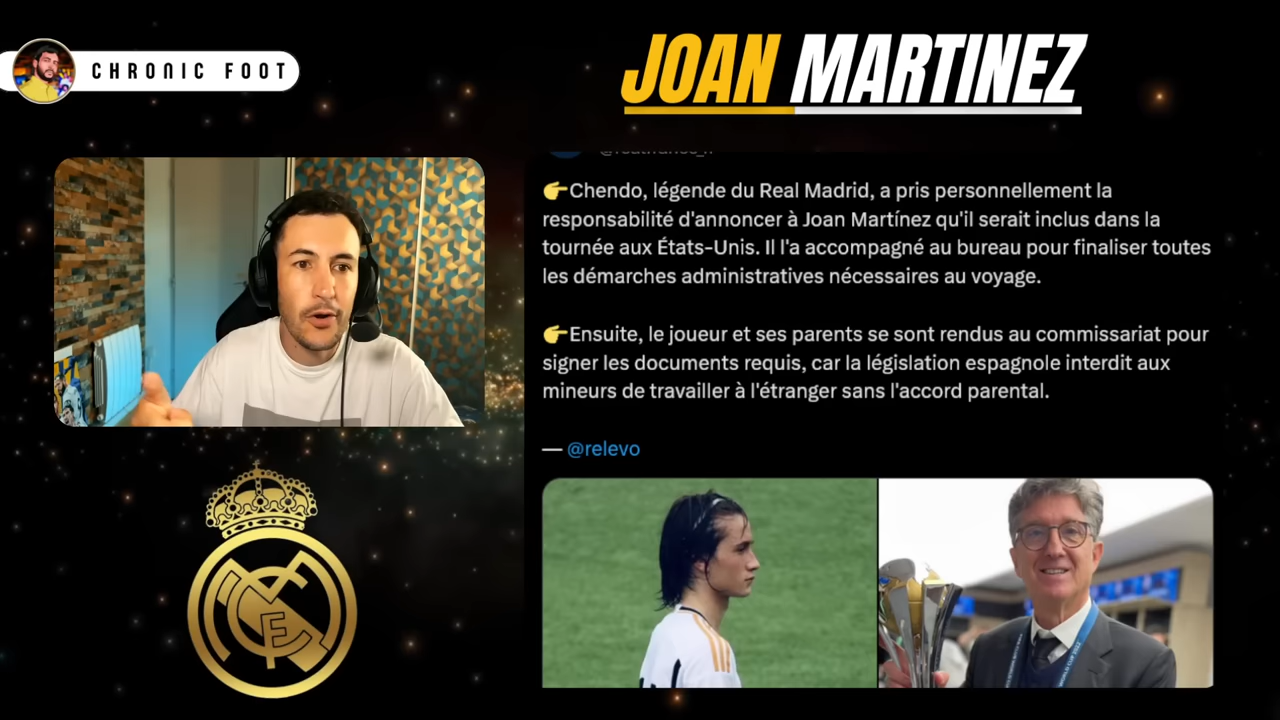 CHRONIC FOOT
JOAN MARTINEZ
👉Chendo, légende du Real Madrid, a pris personnellement la
responsabilité d'annoncer à Joan Martínez qu'il serait inclus dans la
tournée aux États-Unis. Il l'a accompagné au bureau pour finaliser toutes
les démarches administratives nécessaires au voyage.
👉Ensuite, le joueur et ses parents se sont rendus au commissariat pour
signer les documents requis, car la législation espagnole interdit aux
mineurs de travailler à l'étranger sans l'accord parental.
— @relevo